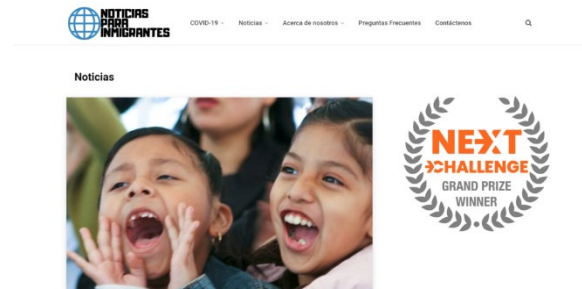 NOTICIAS
PARA
INMIGRANTES
COVID-19
Noticias
Acerca de nosotros
Preguntas Frecuentes
Contáctenos
Noticias
NEXT
CHALLENGE
GRAND PRIZE
WINNER